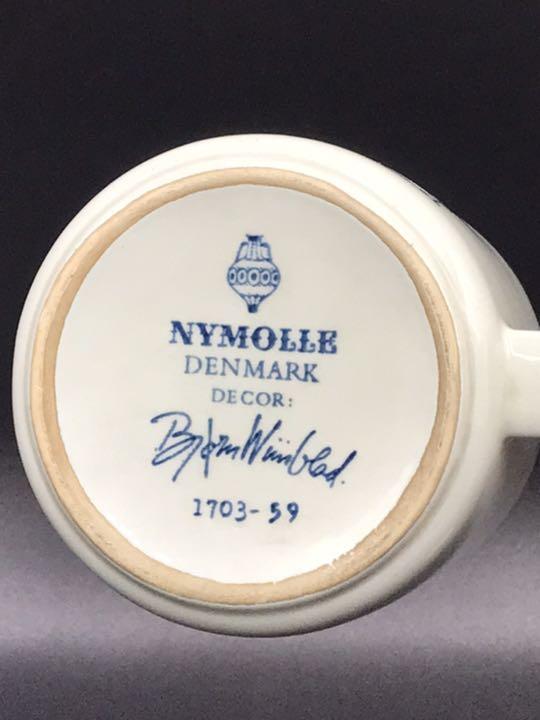 NYMOLLE
DENMARK
DECOR:
Bjørn Wiinblad.
1703-59